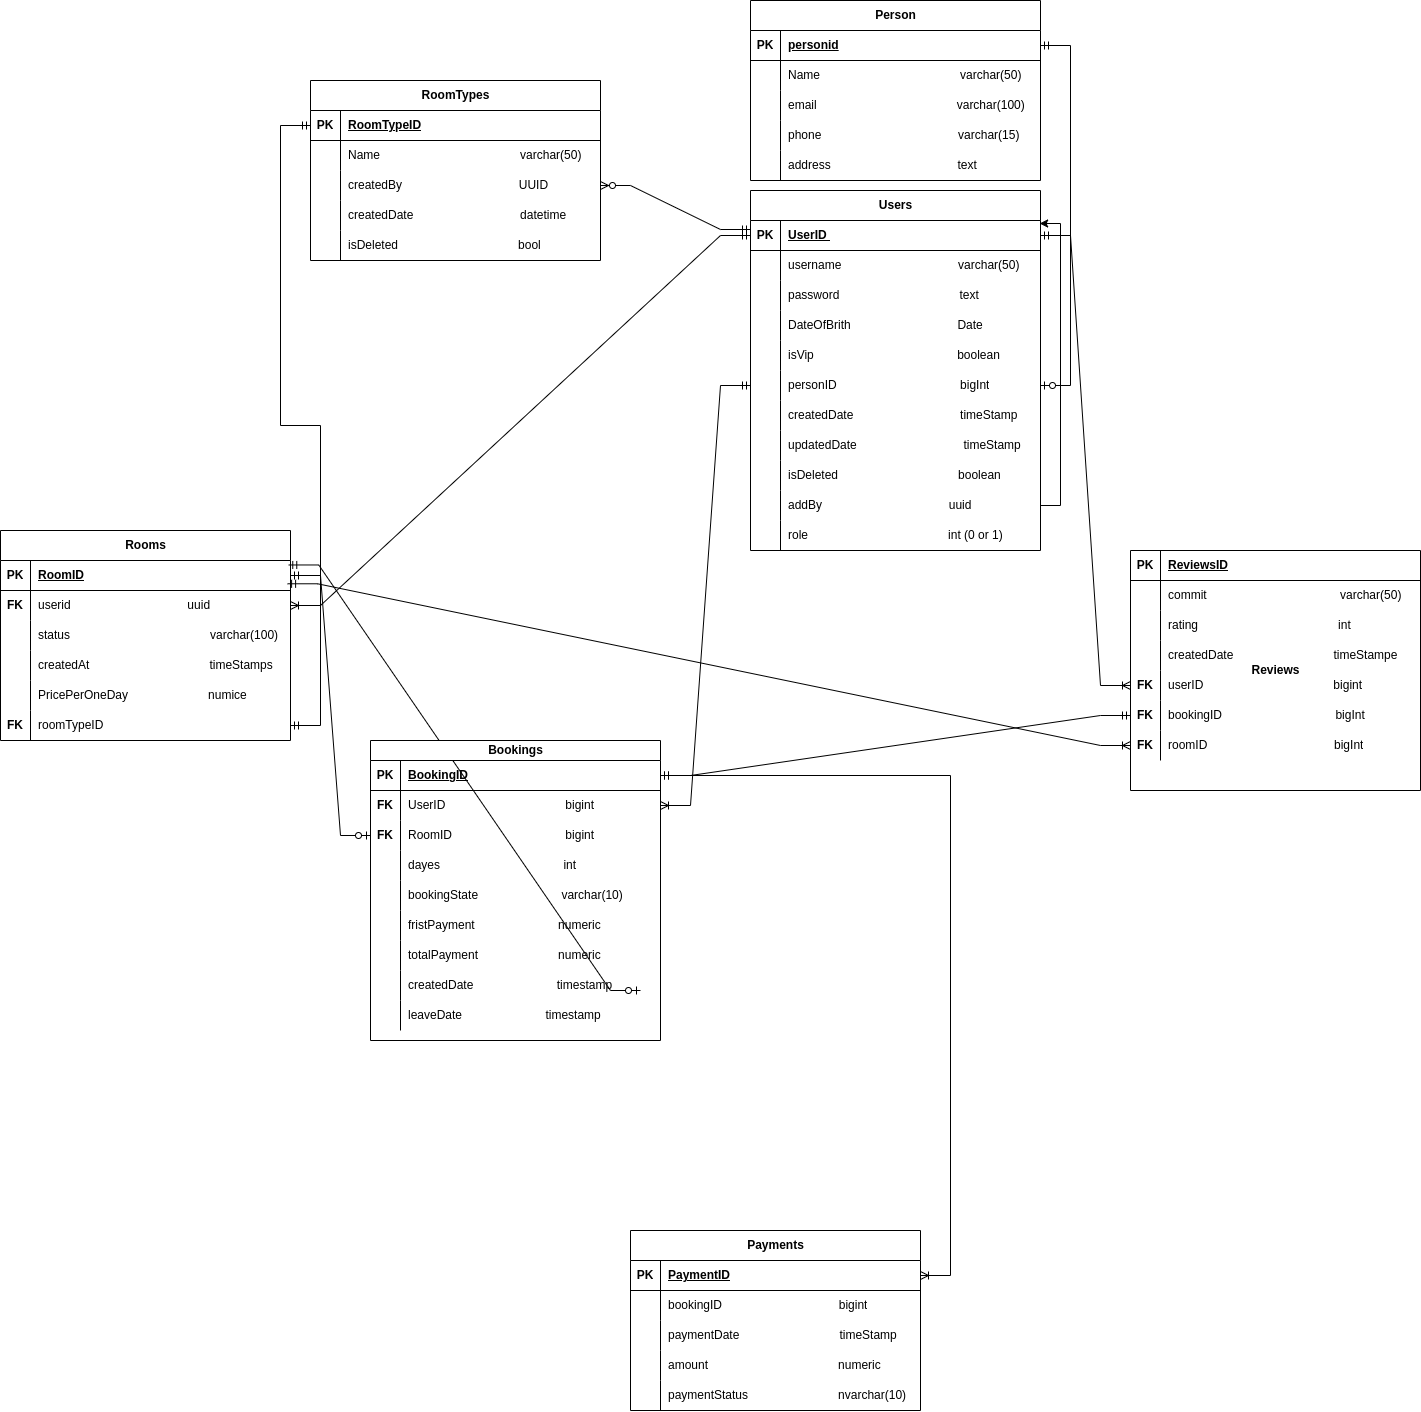 Person
PK personid
Name varchar(50)
email varchar(100)
phone varchar(15)
address text
RoomTypes
PK RoomTypeID
Name varchar(50)
createdBy UUID
createdDate datetime
isDeleted bool
Users
PK UserID
username varchar(50)
password text
DateOfBrith Date
isVip boolean
personID bigInt
createdDate timeStamp
updatedDate timeStamp
isDeleted boolean
addBy uuid
role int (0 or 1)
Rooms
PK RoomID
FK userid uuid
status varchar(100)
createdAt timeStamps
PricePerOneDay numice
FK roomTypeID
PK ReviewsID
commit varchar(50)
rating int
createdDate timeStampe
Reviews
FK userID bigint
FK bookingID bigInt
FK roomID bigInt
Bookings
PK BookingID
FK UserID bigint
FK RoomID bigint
dayes int
bookingState varchar(10)
fristPayment numeric
totalPayment numeric
createdDate timestamp
leaveDate timestamp
Payments
PK PaymentID
bookingID bigint
paymentDate timeStamp
amount numeric
paymentStatus nvarchar(10)